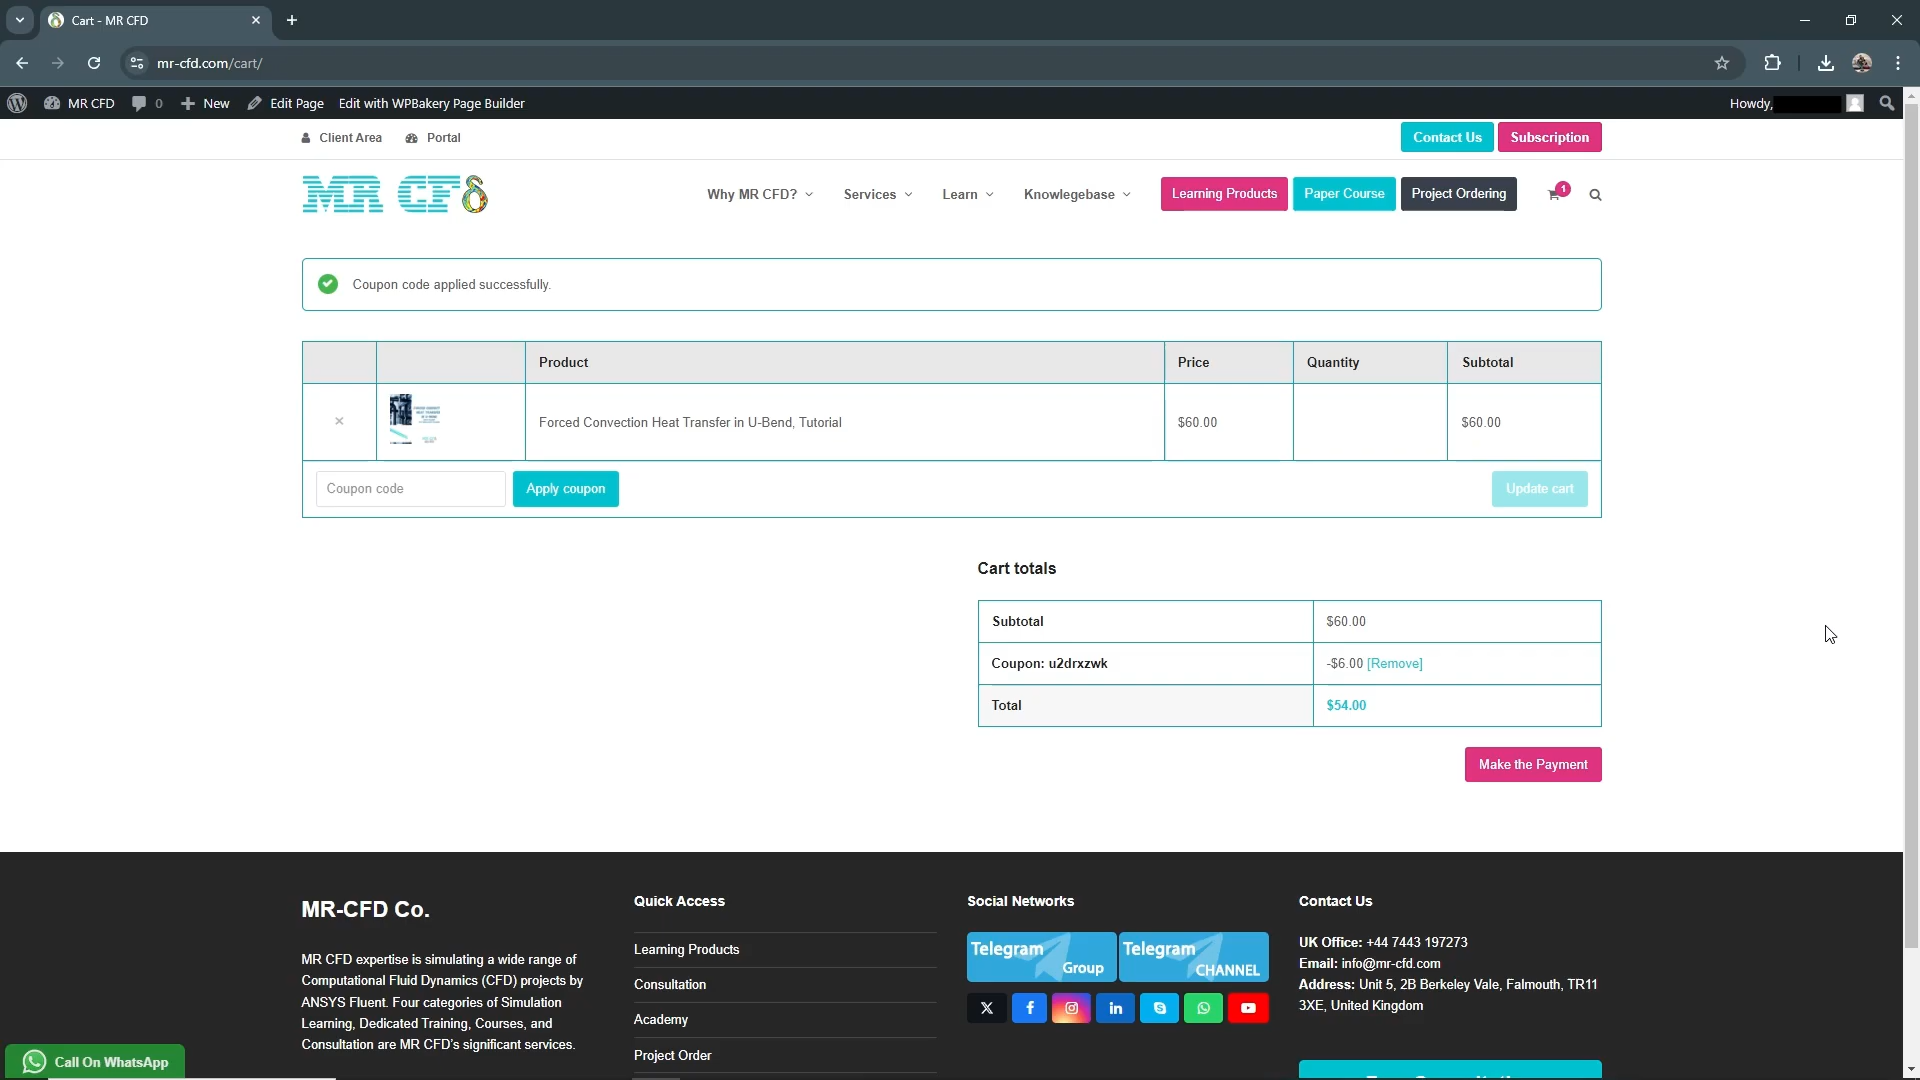 Cart - MR CFD
mr-cfd.com/cart/
MR CFD
0
New
Edit Page
Edit with WPBakery Page Builder
Howdy,
Client Area
Portal
Contact Us
Subscription
MR CF
Why MR CFD?
Services
Learn
Knowlegebase
Learning Products
Paper Course
Project Ordering
1
Coupon code applied successfully.
Product
Price
Quantity
Subtotal
×
Forced Convection Heat Transfer in U-Bend, Tutorial
$60.00
$60.00
Coupon code
Apply coupon
Update cart
Cart totals
Subtotal
$60.00
Coupon: u2drxzwk
-$6.00 [Remove]
Total
$54.00
Make the Payment
MR-CFD Co.
MR CFD expertise is simulating a wide range of
Computational Fluid Dynamics (CFD) projects by
ANSYS Fluent. Four categories of Simulation
Learning, Dedicated Training, Courses, and
Consultation are MR CFD's significant services.
Quick Access
Learning Products
Consultation
Academy
Project Order
Social Networks
Telegram
Group
Telegram
CHANNEL
Contact Us
UK Office: +44 7443 197273
Email: info@mr-cfd.com
Address: Unit 5, 2B Berkeley Vale, Falmouth, TR11
3XE, United Kingdom
Call On WhatsApp